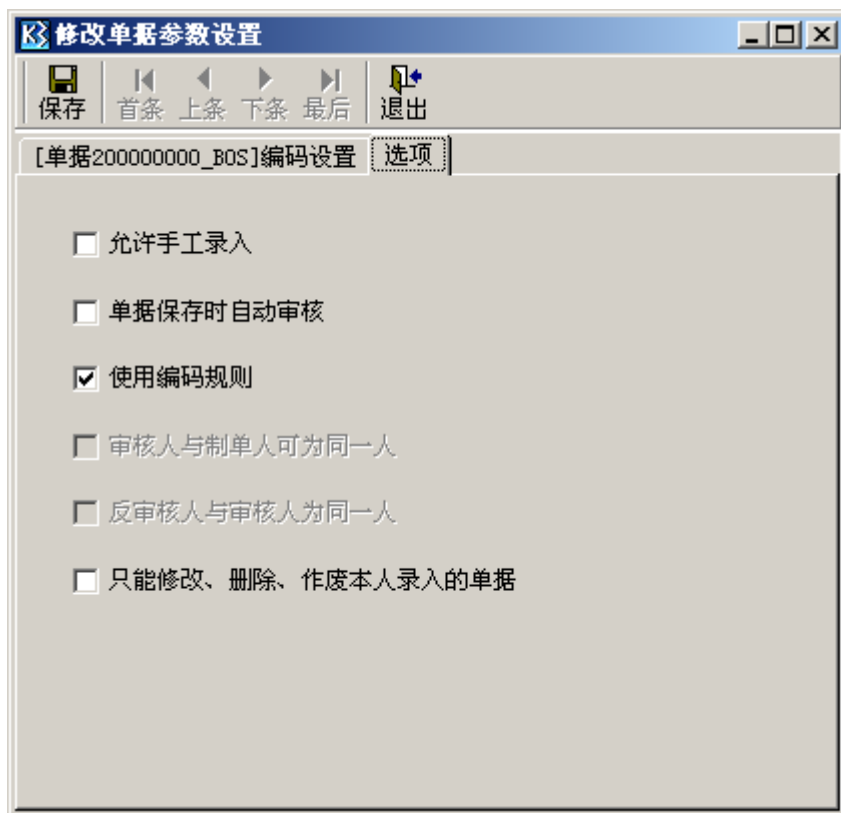 K3 修改单据参数设置
保存 首条 上条 下条 最后 退出
[单据200000000_BOS]编码设置 选项
允许手工录入
单据保存时自动审核
使用编码规则
审核人与制单人可为同一人
反审核人与审核人为同一人
只能修改、删除、作废本人录入的单据